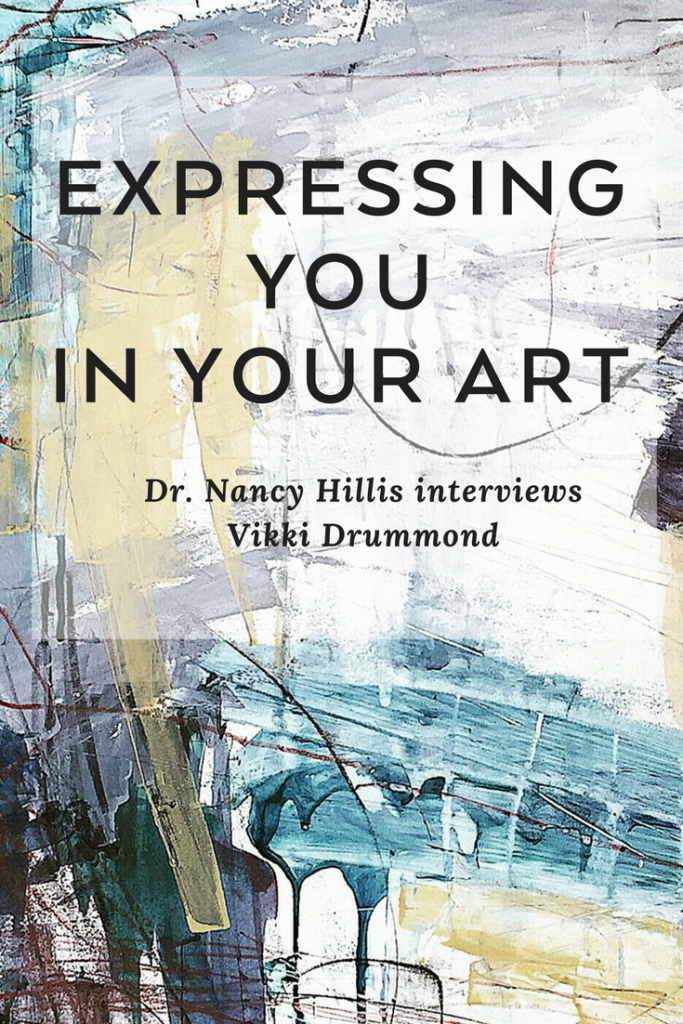 EXPRESSING
YOU
IN YOUR ART
Dr. Nancy Hillis interviews
Vikki Drummond